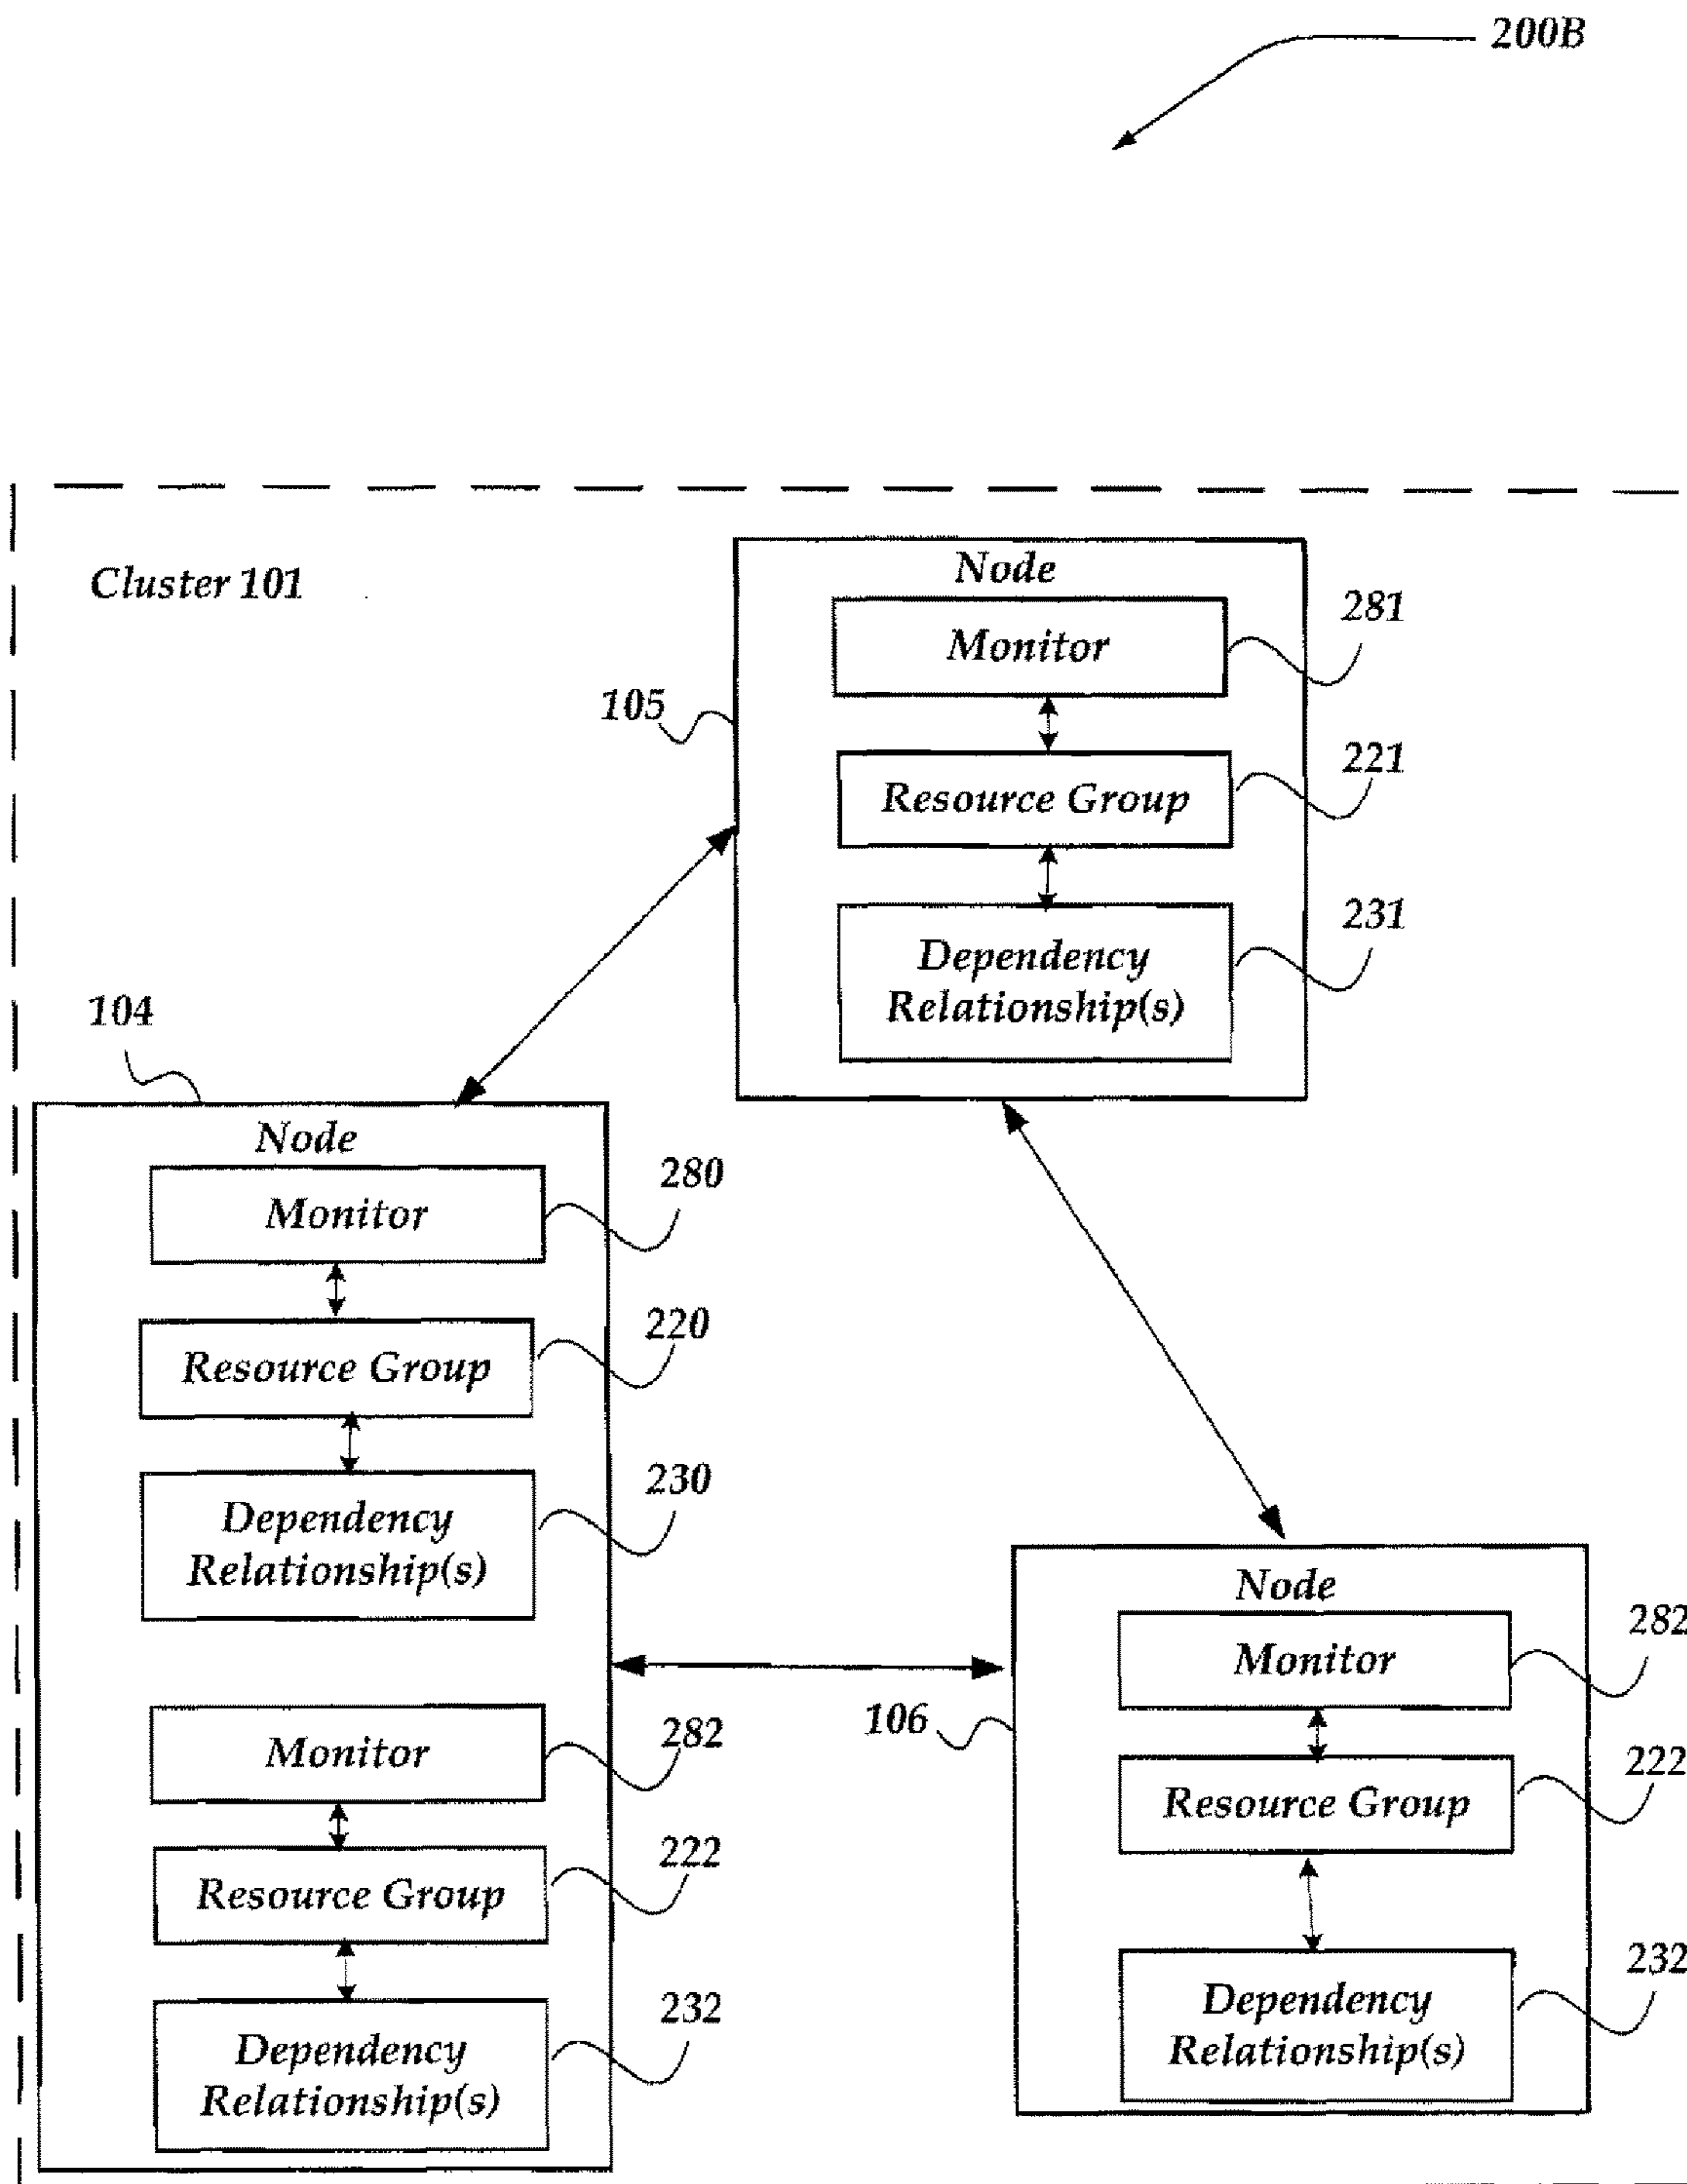 200B
Cluster 101
Node
Monitor
281
105
Resource Group
221
Dependency
Relationship(s)
231
104
Node
Monitor
280
Resource Group
220
Dependency
Relationship(s)
230
Monitor
282
Resource Group
222
Dependency
Relationship(s)
232
106
Node
Monitor
282
Resource Group
222
Dependency
Relationship(s)
232